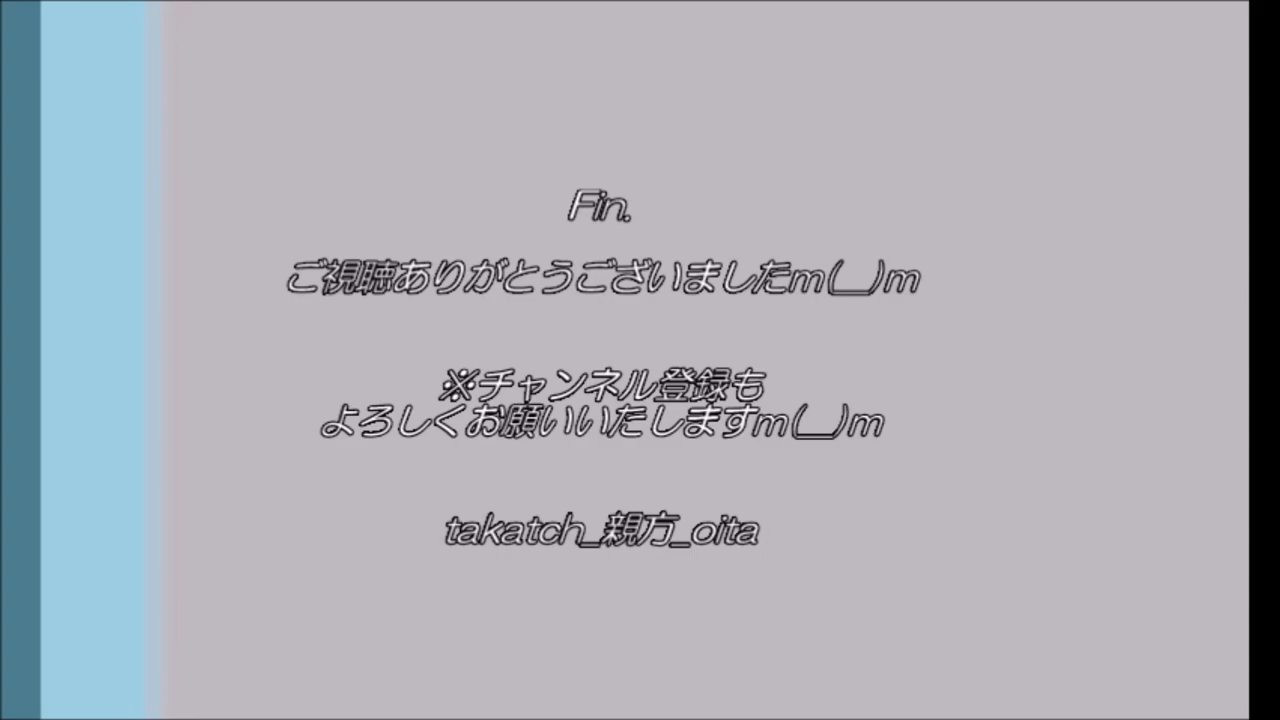 Fin.
ご視聴ありがとうございましたm(__)m
※チャンネル登録も
よろしくお願いいたしますm(__)m
takatch_親方_oita